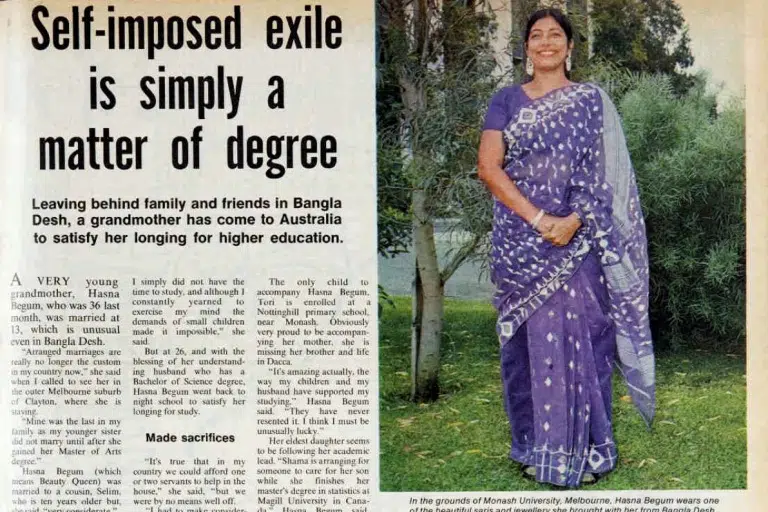 Self-imposed exile
is simply a
matter of degree
Leaving behind family and friends in Bangla
Desh, a grandmother has come to Australia
to satisfy her longing for higher education.
A VERY young
grandmother, Hasna
Begum, who was 36 last
month, was married at
13, which is unusual
even in Bangla Desh.
"Arranged marriages are
really no longer the custom
in my country now," she said
when I called to see her in
the outer Melbourne suburb
of Clayton, where she is
staying.
"Mine was the last in my
family as my younger sister
did not marry until after she
gained her Master of Arts
degree."
Hasna Begum (which
means Beauty Queen) was
married to a cousin, Selim,
who is ten years older but,
she said, "very considerate."
I simply did not have the
time to study, and although I
constantly yearned to
exercise my mind the
demands of small children
made it impossible," she
said.
But at 26, and with the
blessing of her understand-
ing husband who has a
Bachelor of Science degree,
Hasna Begum went back to
night school to satisfy her
longing for study.
Made sacrifices
"It's true that in my
country we could afford one
or two servants to help in the
house," she said, "but we
were by no means well off.
"I had to make consider-
The only child to
accompany Hasna Begum,
Tori is enrolled at a
Nottinghill primary school,
near Monash. Obviously
very proud to be accompan-
ying her mother, she is
missing her brother and life
in Dacca.
"It's amazing actually, the
way my children and my
husband have supported my
studying," Hasna Begum
said. "They have never
resented it. I think I must be
unusually lucky."
Her eldest daughter seems
to be following her academic
lead. "Shama is arranging for
someone to care for her son
while she finishes her
master's degree in statistics at
Magill University in Cana-
da," Hasna Begum said.
In the grounds of Monash University, Melbourne, Hasna Begum wears one
of the beautiful saris and jewellery she brought with her from Bangla Desh.